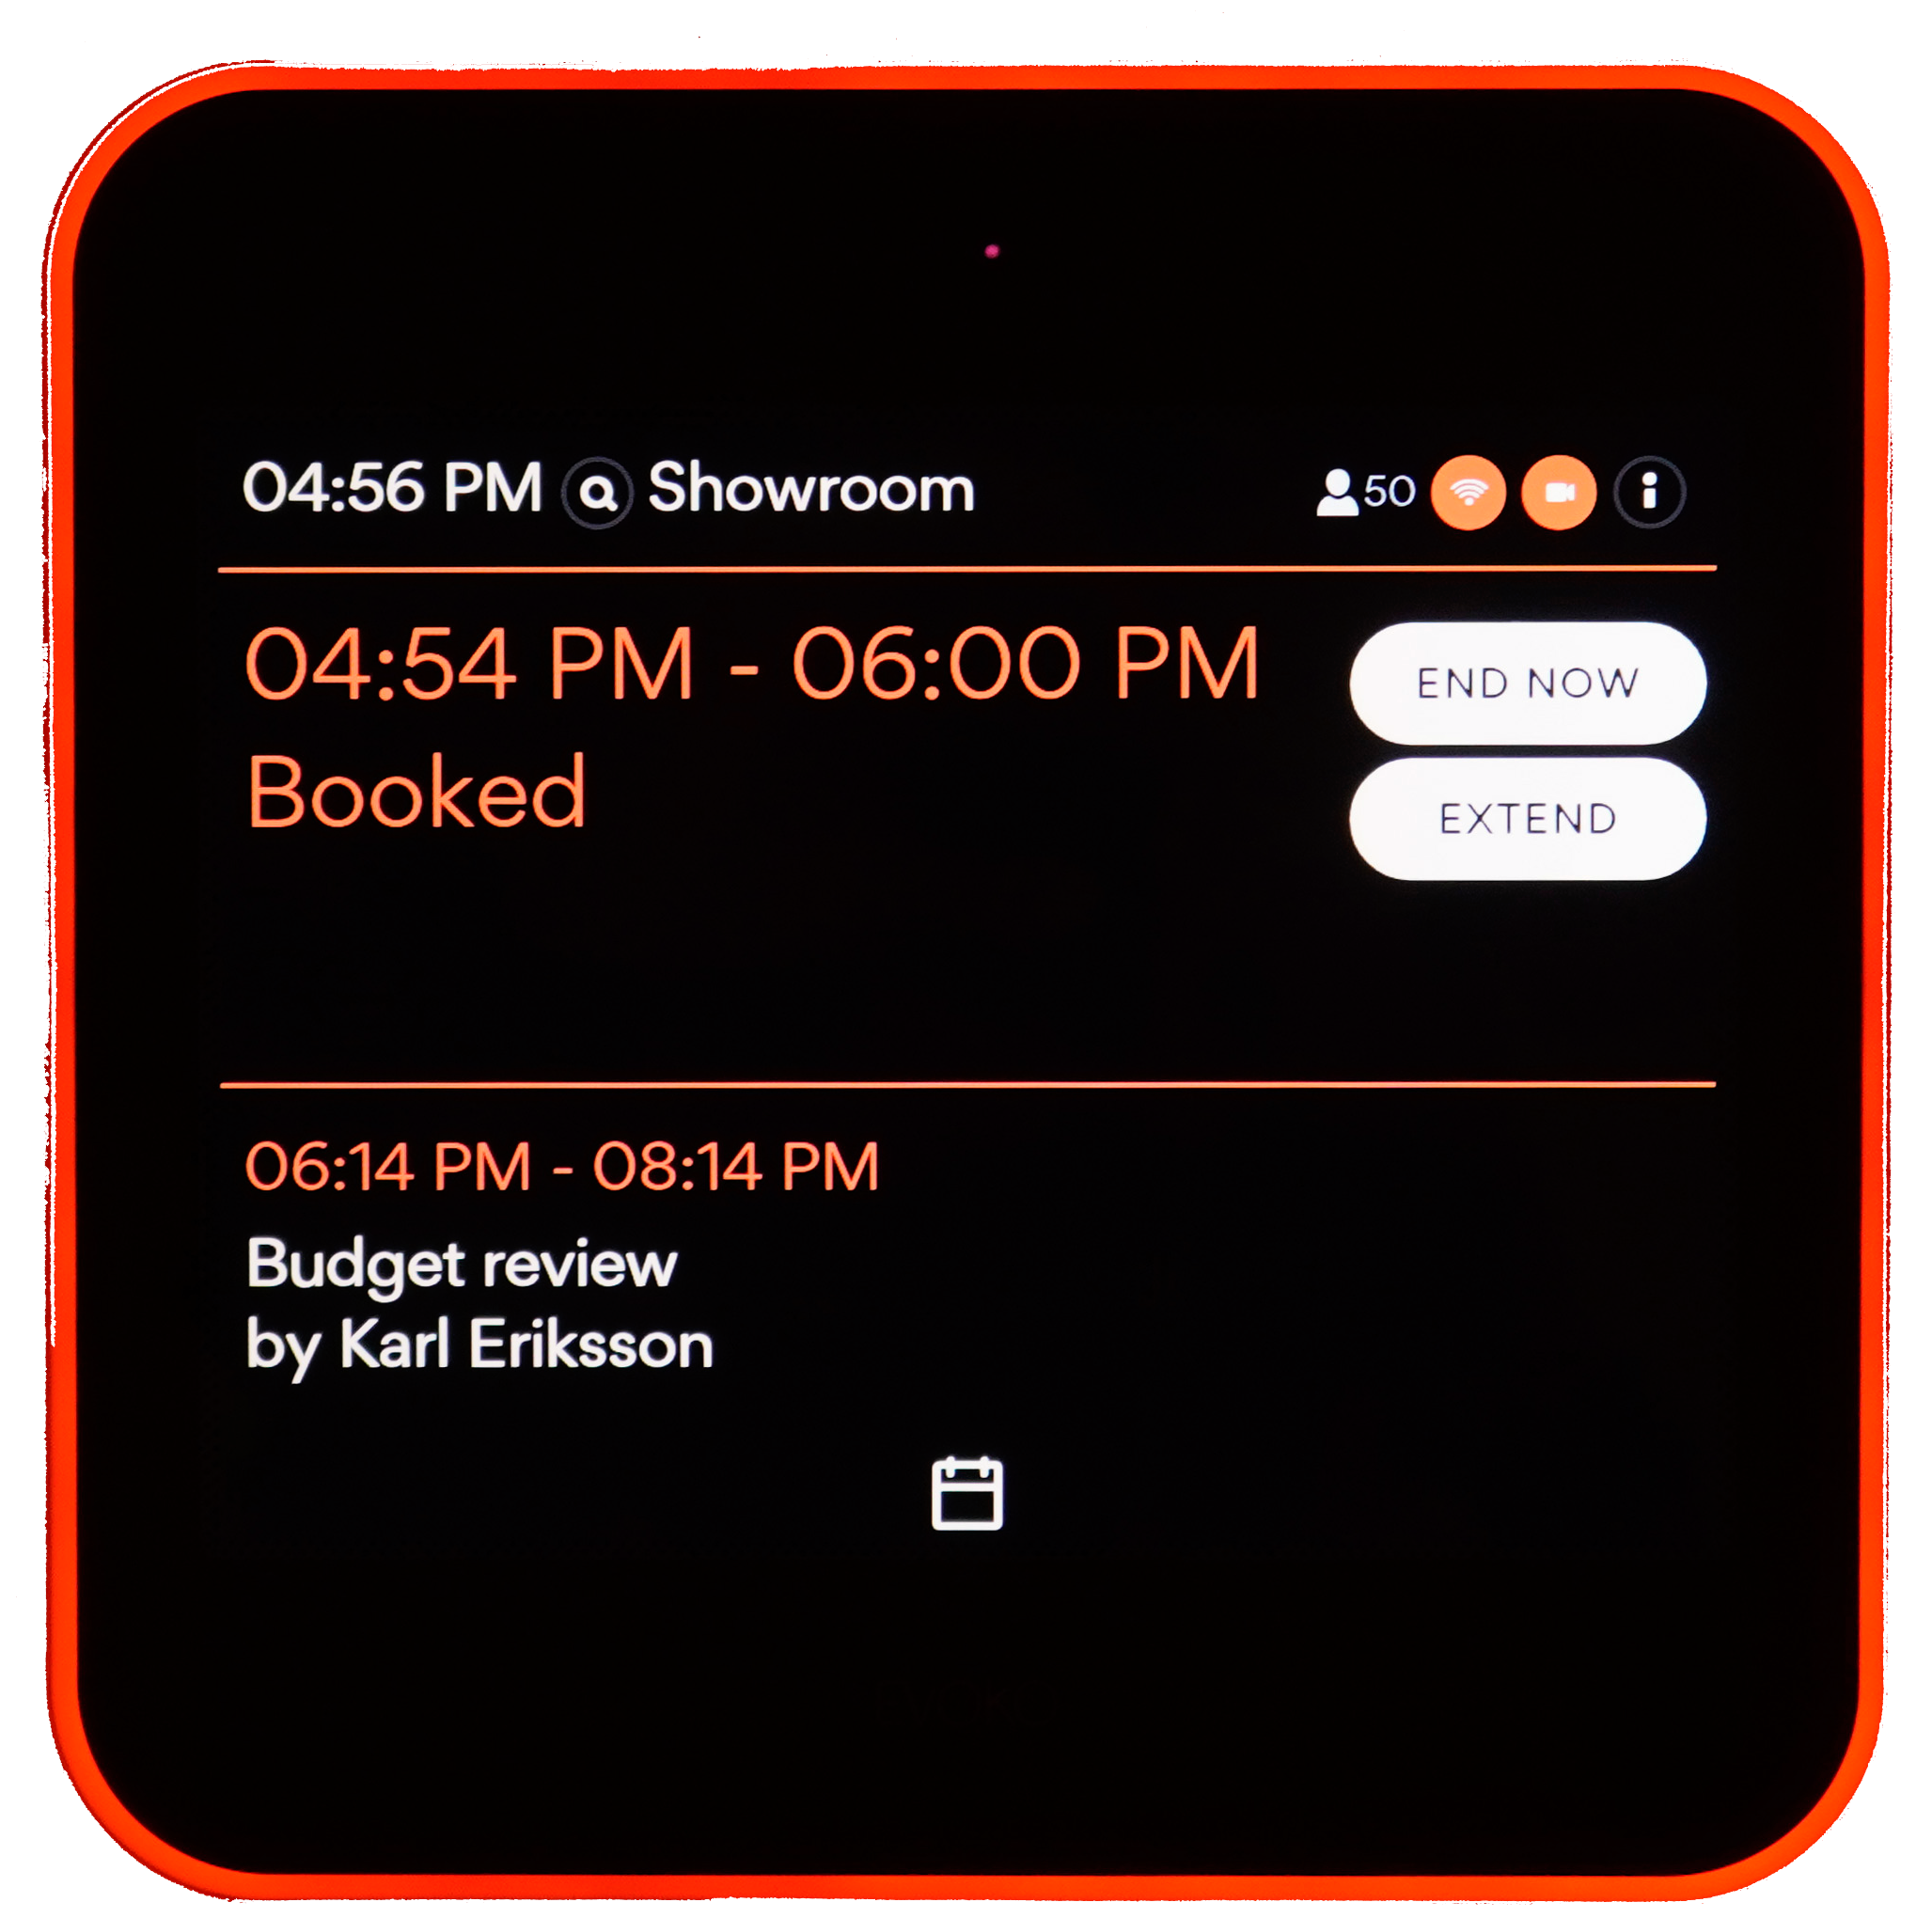 04:56 PM Showroom 50
04:54 PM - 06:00 PM
Booked
END NOW
EXTEND
06:14 PM - 08:14 PM
Budget review
by Karl Eriksson